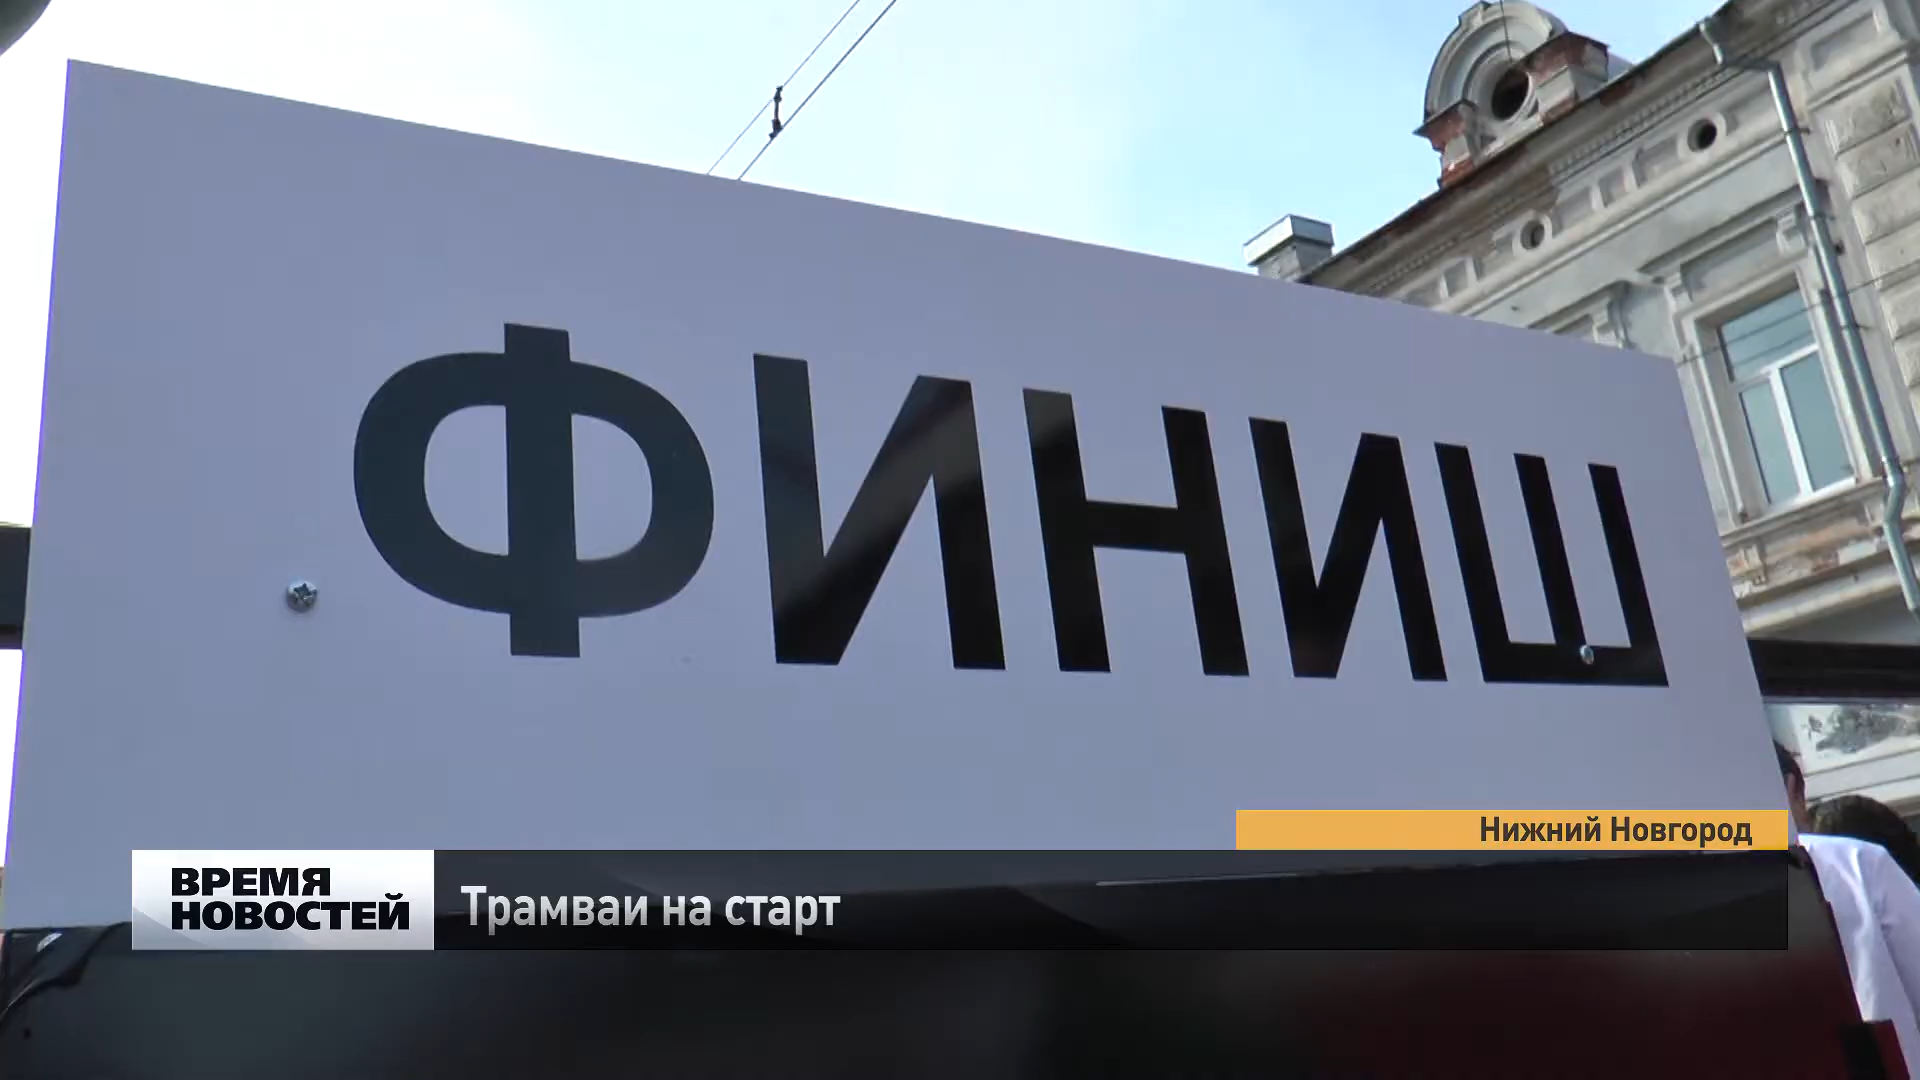 ФИНИШ
Нижний Новгород
ВРЕМЯ
НОВОСТЕЙ
Трамваи на старт